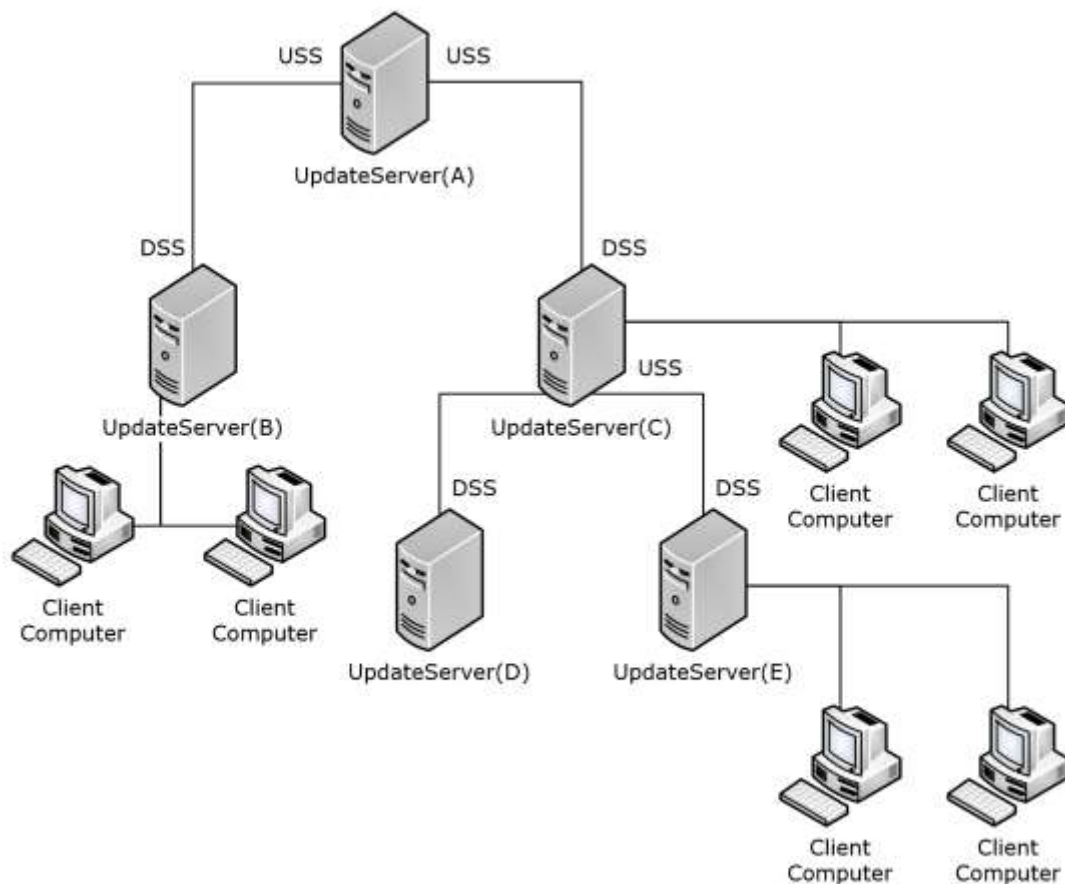 USS
USS
UpdateServer(A)
DSS
DSS
USS
UpdateServer(B)
UpdateServer(C)
Client
Computer
Client
Computer
DSS
DSS
Client
Computer
Client
Computer
UpdateServer(D)
UpdateServer(E)
Client
Computer
Client
Computer